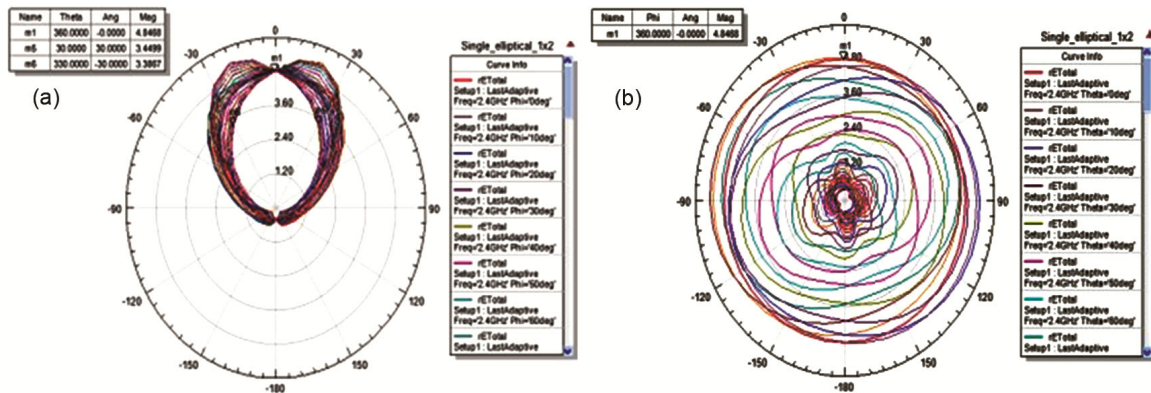 Name Theta Ang Mag
m1 360.0000 -0.0000 4.8468
m5 30.0000 30.0000 3.4499
m6 330.0000 -30.0000 3.3867
(a)
0
-30 30
-60 60
-90 90
-120 120
-150 150
-180
m1
3.60
2.40
1.20
Single_elliptical_1x2
Curve Info
rETotal
Setup1 : LastAdaptive
Freq='2.4GHz' Phi='0deg'
rETotal
Setup1 : LastAdaptive
Freq='2.4GHz' Phi='10deg'
rETotal
Setup1 : LastAdaptive
Freq='2.4GHz' Phi='20deg'
rETotal
Setup1 : LastAdaptive
Freq='2.4GHz' Phi='30deg'
rETotal
Setup1 : LastAdaptive
Freq='2.4GHz' Phi='40deg'
rETotal
Setup1 : LastAdaptive
Freq='2.4GHz' Phi='50deg'
rETotal
Setup1 : LastAdaptive
Freq='2.4GHz' Phi='60deg'
rETotal
Setup1 : LastAdaptive
Name Phi Ang Mag
m1 360.0000 -0.0000 4.8468
(b)
0
-30 30
-60 60
-90 90
-120 120
-150 150
-180
m1
4.80
3.60
2.40
1.20
Single_elliptical_1x2
Curve Info
rETotal
Setup1 : LastAdaptive
Freq='2.4GHz' Theta='0deg'
rETotal
Setup1 : LastAdaptive
Freq='2.4GHz' Theta='10deg'
rETotal
Setup1 : LastAdaptive
Freq='2.4GHz' Theta='20deg'
rETotal
Setup1 : LastAdaptive
Freq='2.4GHz' Theta='30deg'
rETotal
Setup1 : LastAdaptive
Freq='2.4GHz' Theta='40deg'
rETotal
Setup1 : LastAdaptive
Freq='2.4GHz' Theta='50deg'
rETotal
Setup1 : LastAdaptive
Freq='2.4GHz' Theta='60deg'
rETotal
Setup1 : LastAdaptive